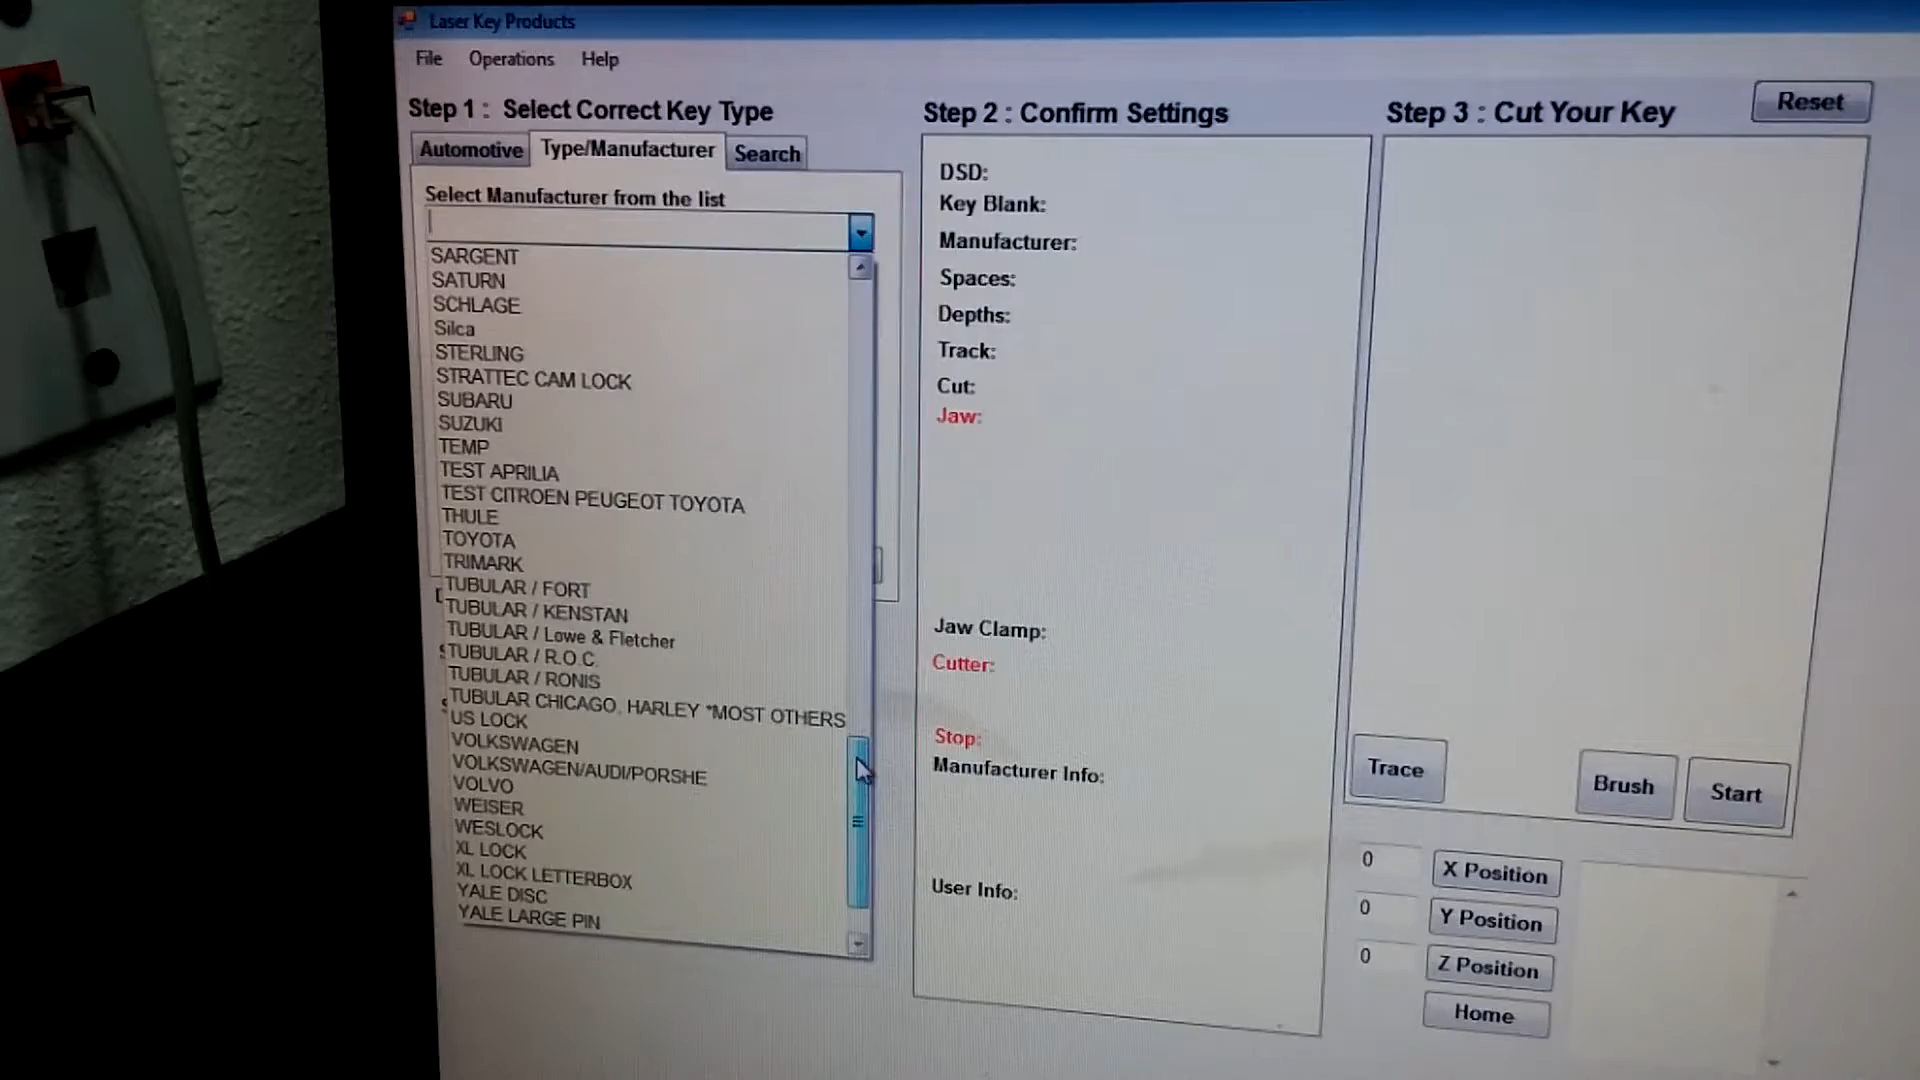 Laser Key Products
File Operations Help
Step 1 : Select Correct Key Type
Automotive Type/Manufacturer Search
Select Manufacturer from the list
SARGENT
SATURN
SCHLAGE
Silca
STERLING
STRATTEC CAM LOCK
SUBARU
SUZUKI
TEMP
TEST APRILIA
TEST CITROEN PEUGEOT TOYOTA
THULE
TOYOTA
TRIMARK
TUBULAR / FORT
TUBULAR / KENSTAN
TUBULAR / Lowe & Fletcher
TUBULAR / R.O.C.
TUBULAR / RONIS
TUBULAR CHICAGO, HARLEY *MOST OTHERS
US LOCK
VOLKSWAGEN
VOLKSWAGEN/AUDI/PORSHE
VOLVO
WEISER
WESLOCK
XL LOCK
XL LOCK LETTERBOX
YALE DISC
YALE LARGE PIN
Step 2 : Confirm Settings
DSD:
Key Blank:
Manufacturer:
Spaces:
Depths:
Track:
Cut:
Jaw:
Jaw Clamp:
Cutter:
Stop:
Manufacturer Info:
User Info:
Step 3 : Cut Your Key
Reset
Trace Brush Start
0 X Position
0 Y Position
0 Z Position
Home